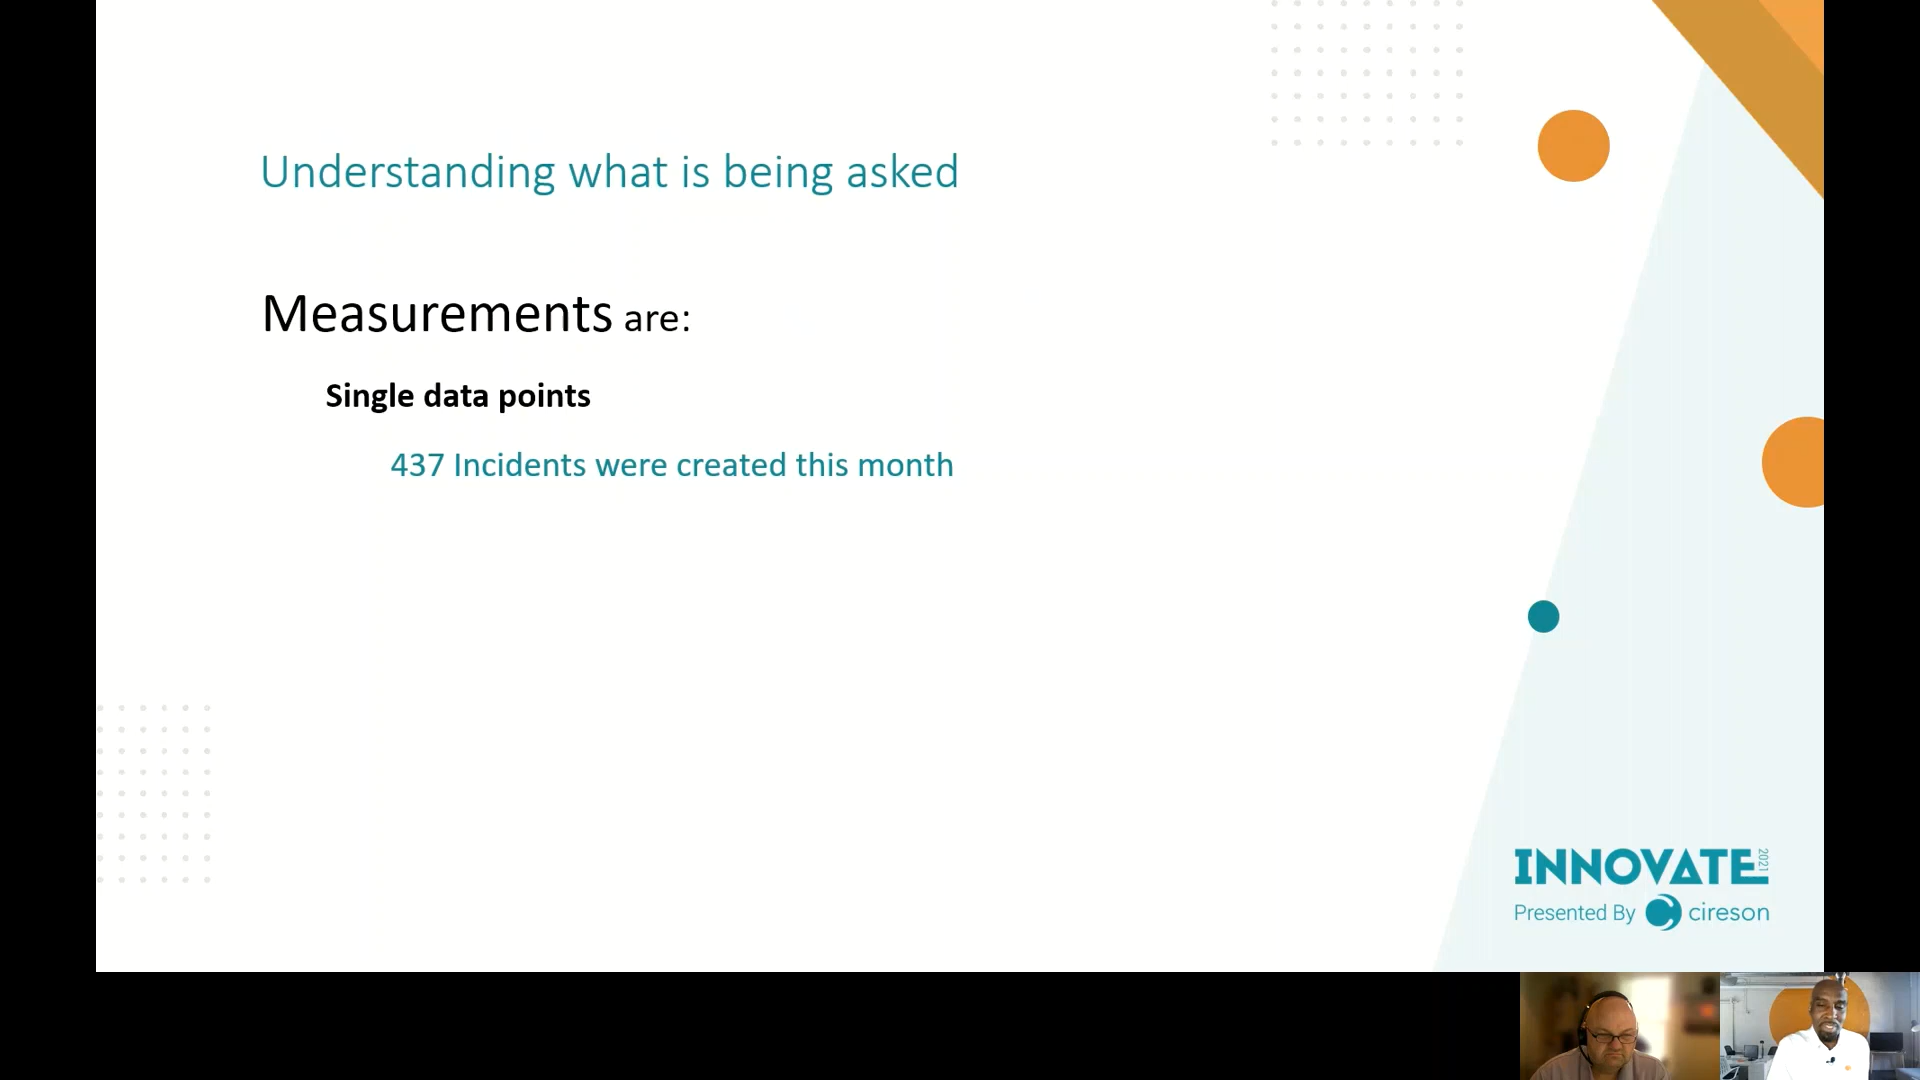 Understanding what is being asked
Measurements are:
Single data points
437 Incidents were created this month
INNOVATE 2021
Presented By cireson